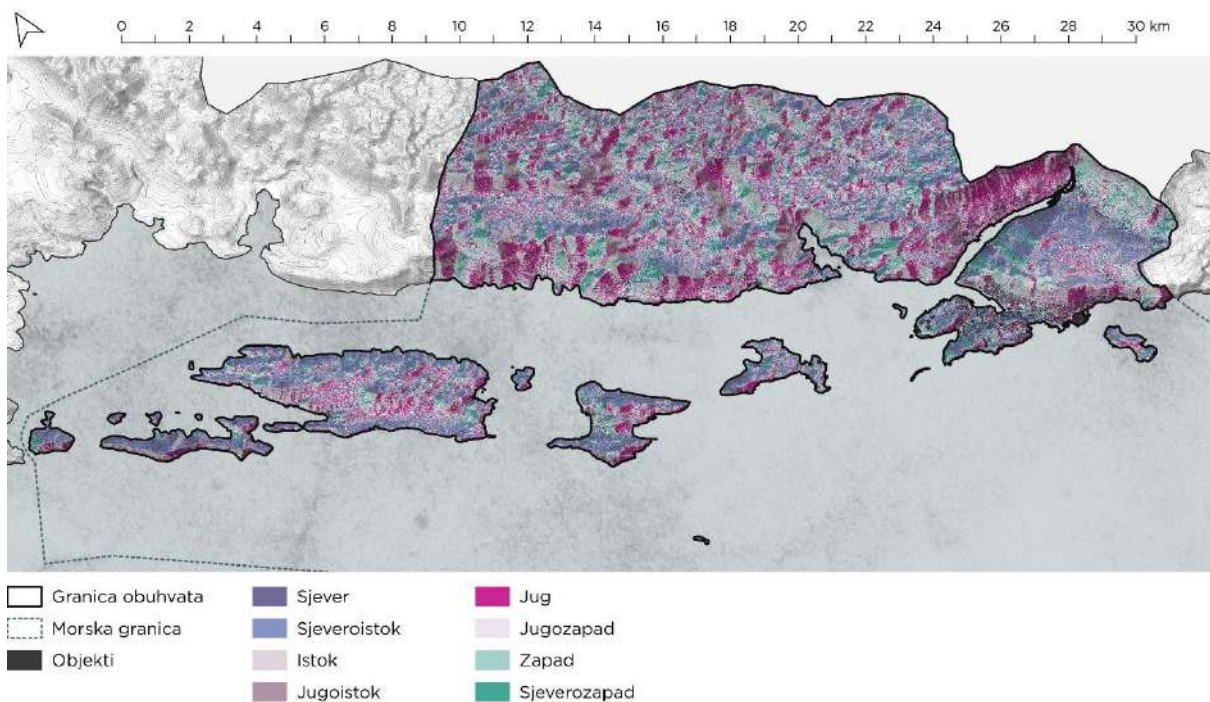 0 2 4 6 8 10 12 14 16 18 20 22 24 26 28 30 km
Granica obuhvata
Morska granica
Objekti
Sjever
Sjeveroistok
Istok
Jugoistok
Jug
Jugozapad
Zapad
Sjeverozapad